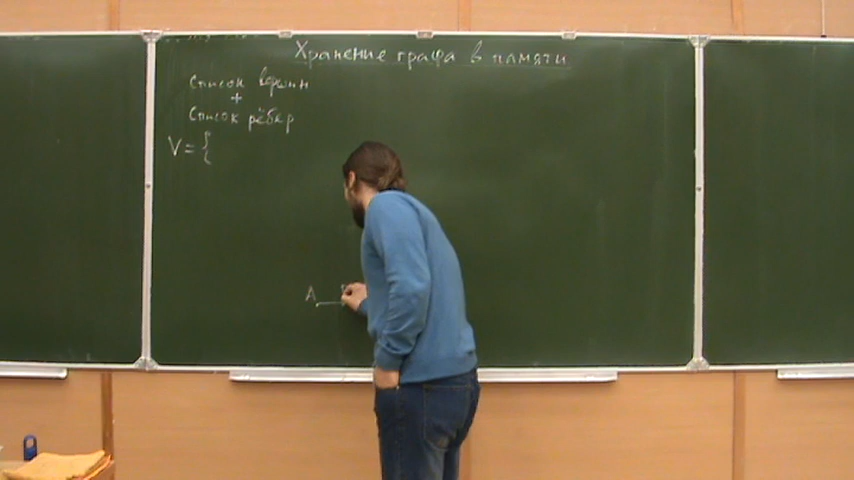 Хранение графа в памяти
Список вершин
+
Список рёбер
V = {
A